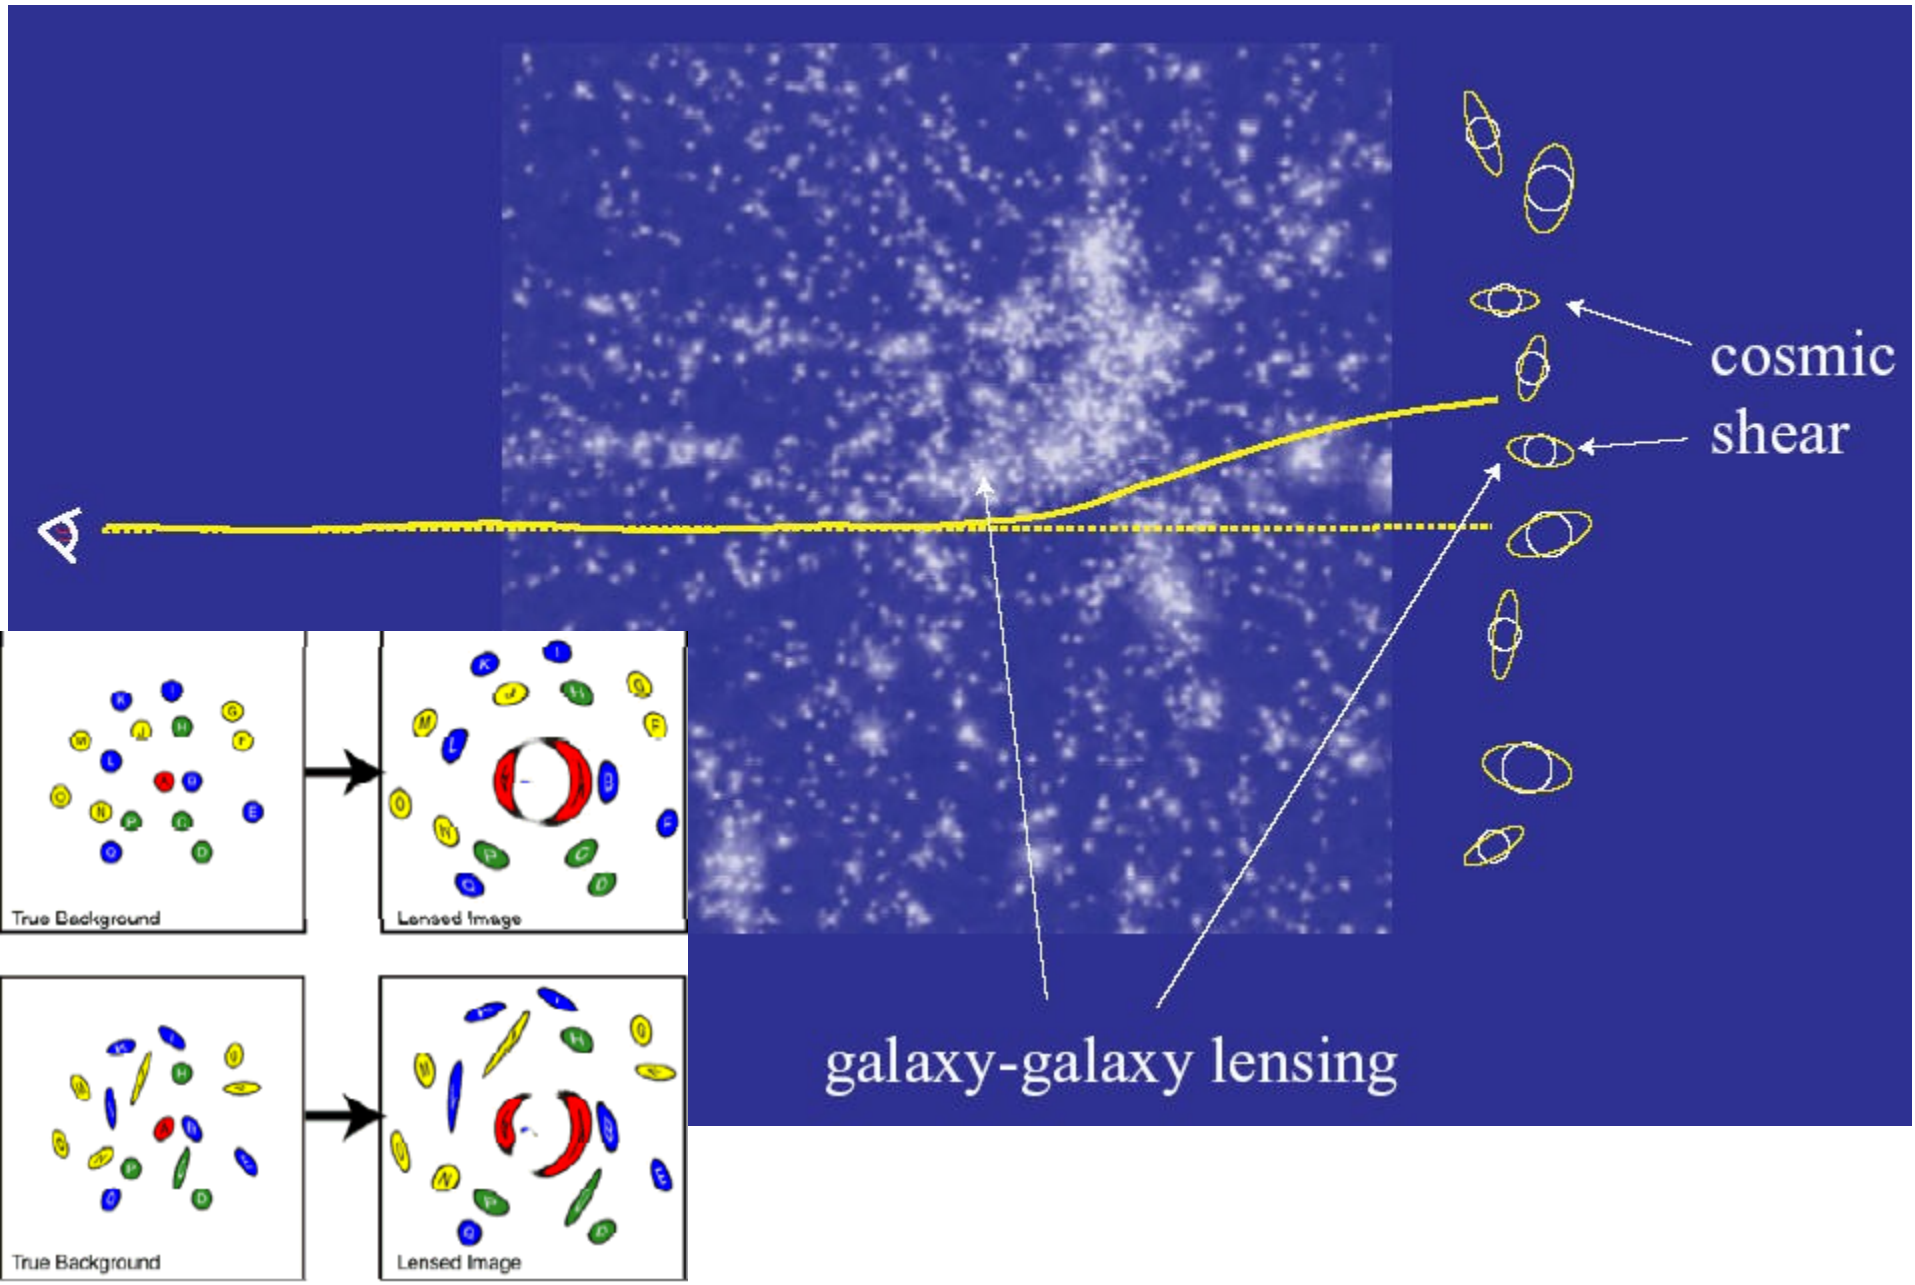 cosmic
shear
galaxy-galaxy lensing
K I
G
M J H F
L
A B
O N P C E
Q D
True Background
K I
J H G
M L F
B
O N
P C
Q D
Lensed Image
H
P
D
True Background
H
N P
Q
Lensed Image